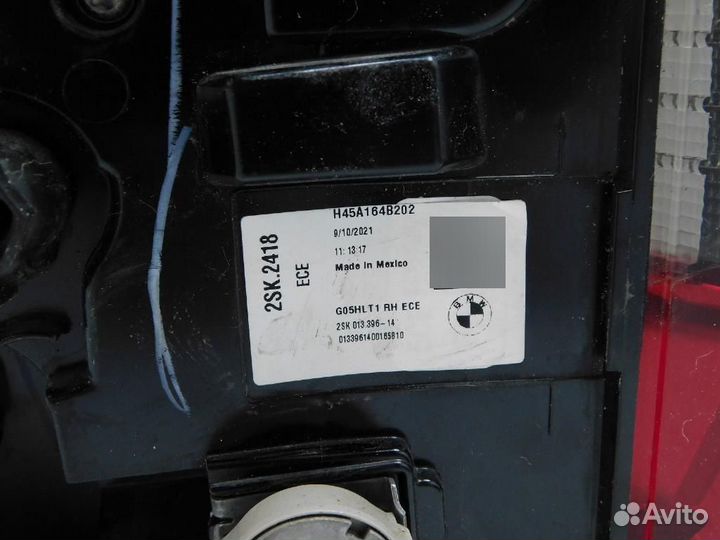 H45A164B202
9/10/2021
11:13:17
Made in Mexico
2SK.2418
ECE
G05HLT1 RH ECE
2SK 013.396-14
0133961400165810
BMW
Avito